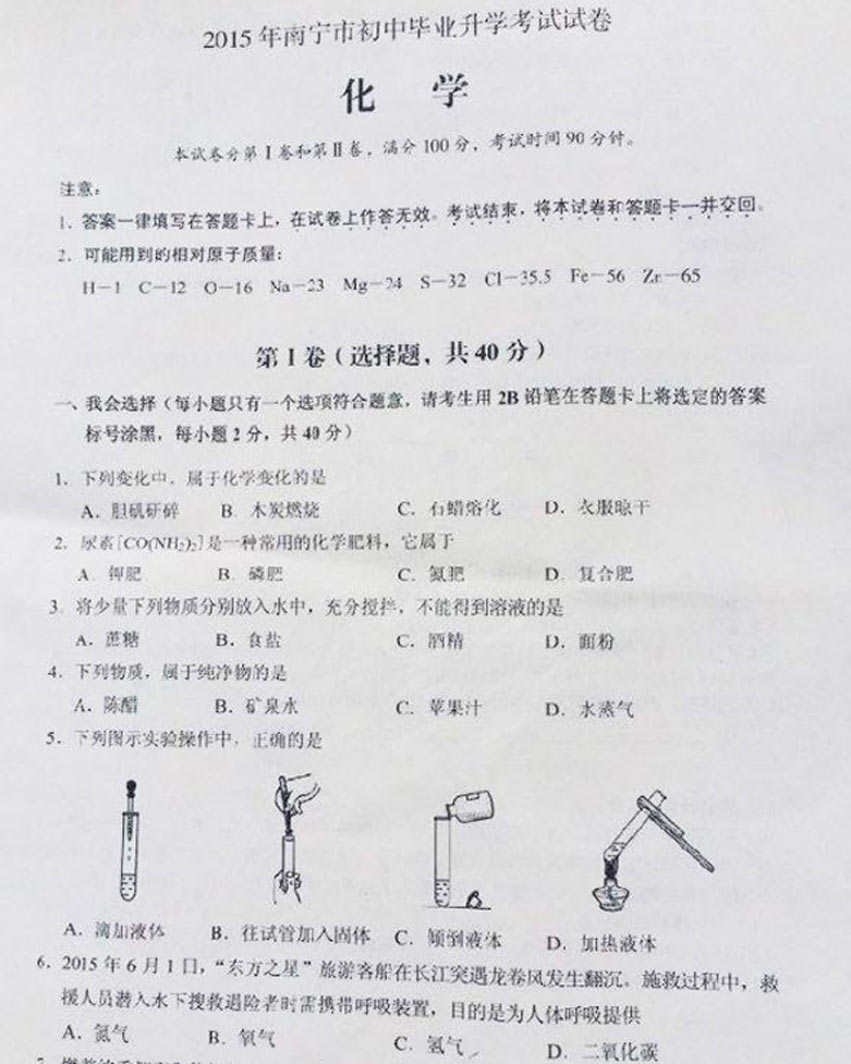 2015年南宁市初中毕业升学考试试卷
化 学
本试卷分第Ⅰ卷和第Ⅱ卷，满分100分，考试时间90分钟。
注意：
1．答案一律填写在答题卡上，在试卷上作答无效。考试结束，将本试卷和答题卡一并交回。
2．可能用到的相对原子质量：
H－1 C－12 O－16 Na－23 Mg－24 S－32 Cl－35.5 Fe－56 Zn－65
第Ⅰ卷（选择题，共40分）
一、我会选择（每小题只有一个选项符合题意，请考生用2B铅笔在答题卡上将选定的答案
标号涂黑，每小题2分，共40分）
1．下列变化中，属于化学变化的是
A．胆矾研碎 B．木炭燃烧 C．石蜡熔化 D．衣服晾干
2．尿素[CO(NH₂)₂]是一种常用的化学肥料，它属于
A．钾肥 B．磷肥 C．氮肥 D．复合肥
3．将少量下列物质分别放入水中，充分搅拌，不能得到溶液的是
A．蔗糖 B．食盐 C．酒精 D．面粉
4．下列物质，属于纯净物的是
A．陈醋 B．矿泉水 C．苹果汁 D．水蒸气
5．下列图示实验操作中，正确的是
A．滴加液体 B．往试管加入固体 C．倾倒液体 D．加热液体
6．2015年6月1日，“东方之星”旅游客船在长江突遇龙卷风发生翻沉。施救过程中，救
援人员潜入水下搜救遇险者时需携带呼吸装置，目的是为人体呼吸提供
A．氮气 B．氧气 C．氢气 D．二氧化碳